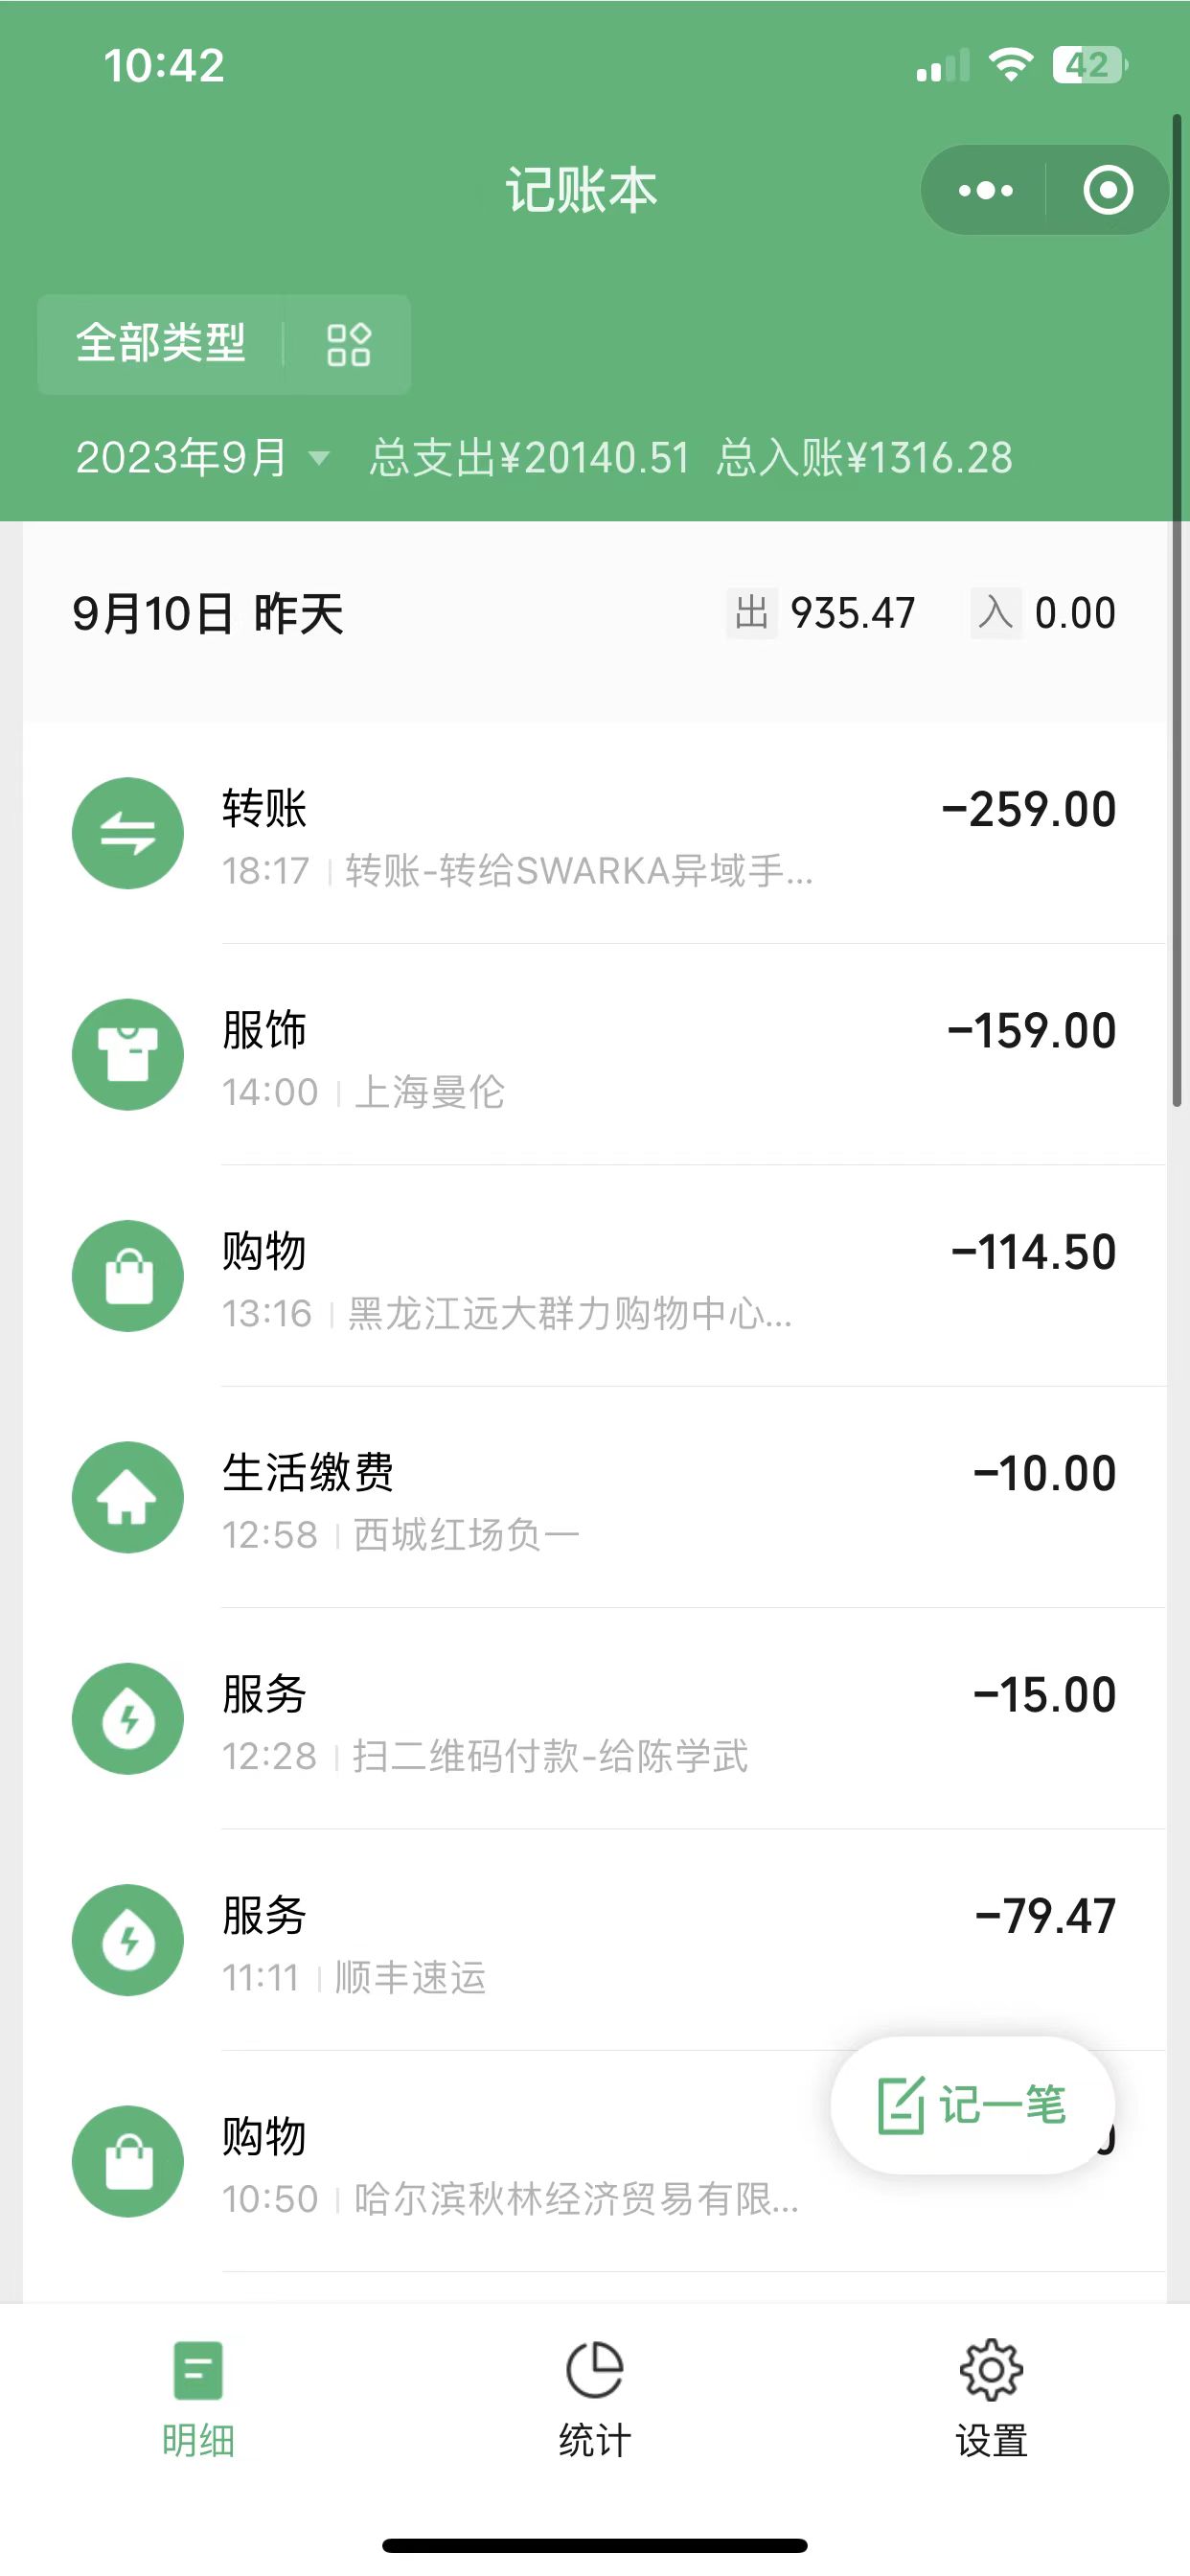 10:42
42
记账本
全部类型
2023年9月 总支出¥20140.51 总入账¥1316.28
9月10日 昨天 出 935.47 入 0.00
转账 -259.00
18:17 | 转账-转给SWARKA异域手...
服饰 -159.00
14:00 | 上海曼伦
购物 -114.50
13:16 | 黑龙江远大群力购物中心...
生活缴费 -10.00
12:58 | 西城红场负一
服务 -15.00
12:28 | 扫二维码付款-给陈学武
服务 -79.47
11:11 | 顺丰速运
记一笔
购物
10:50 | 哈尔滨秋林经济贸易有限...
明细 统计 设置